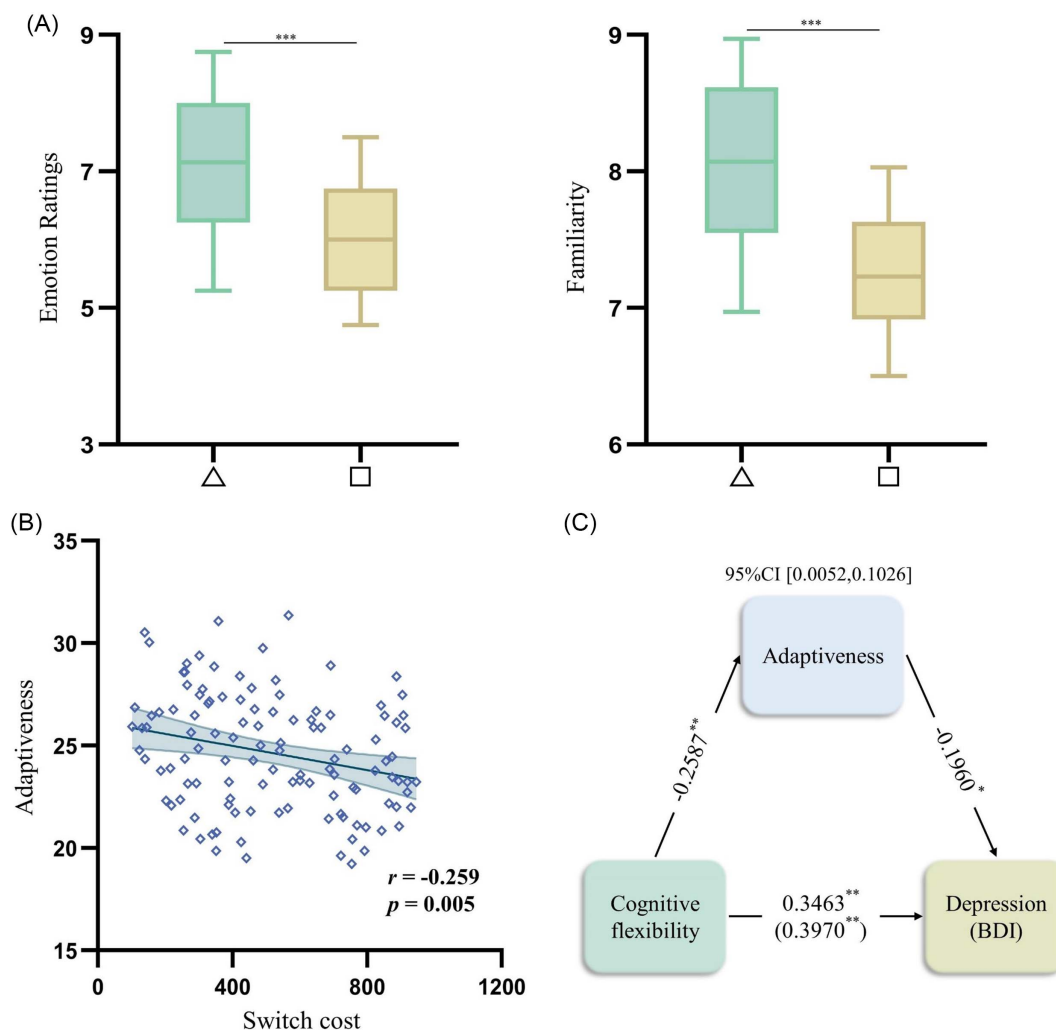 (A)
***
9
7
5
3
Emotion Ratings
***
9
8
7
6
Familiarity
(B)
35
30
25
20
15
Adaptiveness
r = -0.259
p = 0.005
0 400 800 1200
Switch cost
(C)
95%CI [0.0052,0.1026]
Adaptiveness
-0.2587**
-0.1960*
Cognitive
flexibility
0.3463**
(0.3970**)
Depression
(BDI)